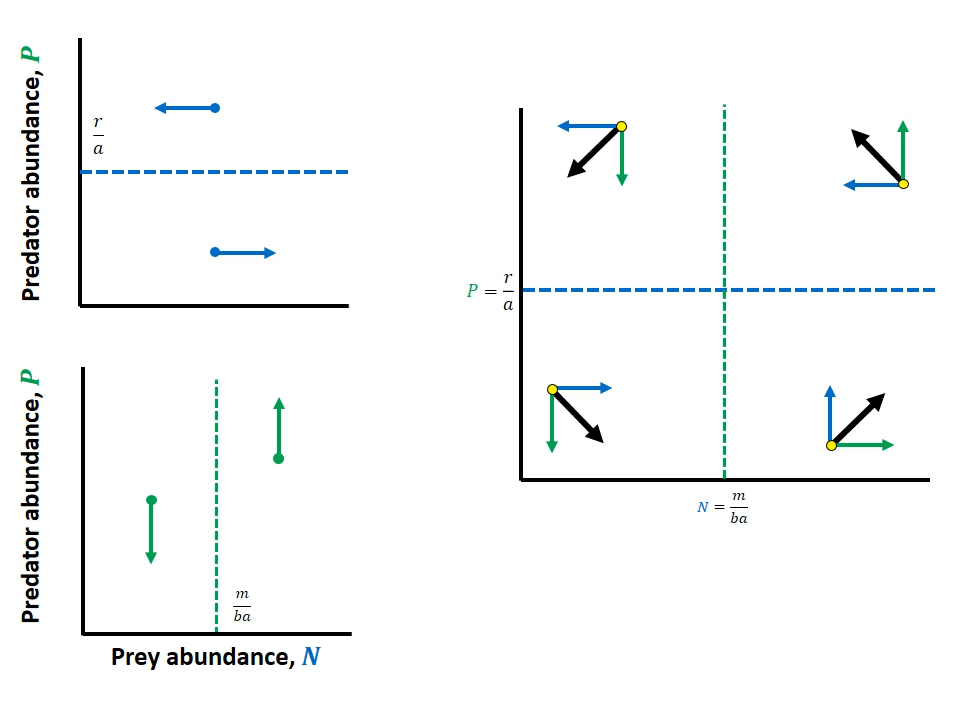 Predator abundance, P
r
a
Predator abundance, P
m
ba
Prey abundance, N
P = r/a
N = m/ba